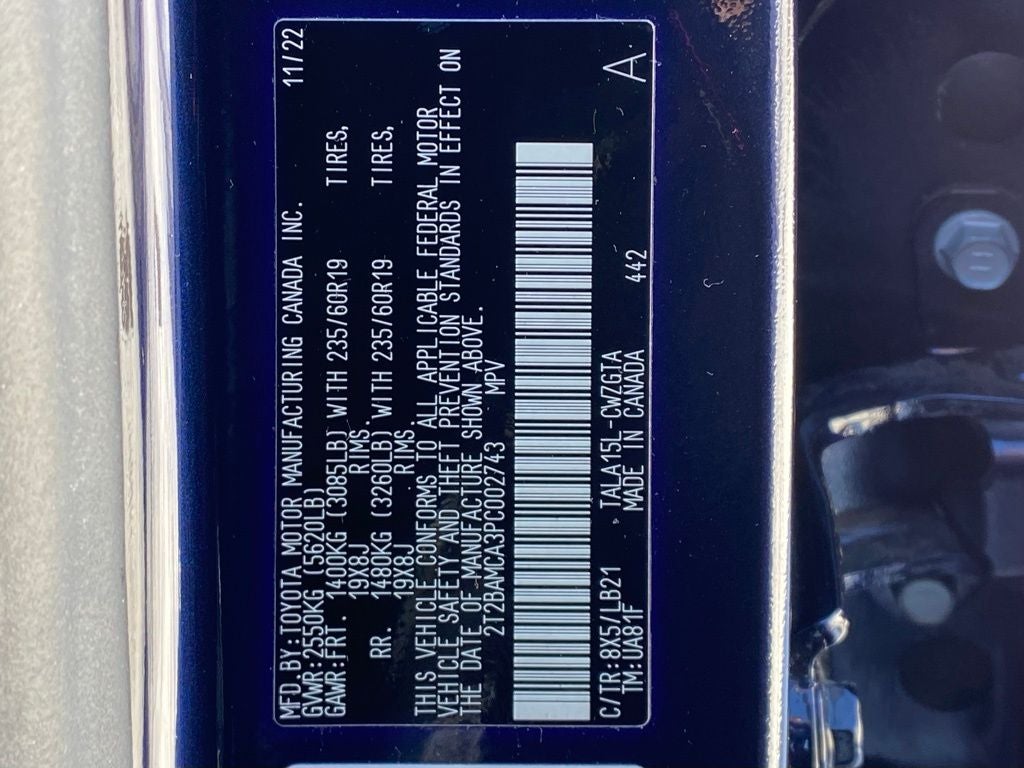 MFD.BY:TOYOTA MOTOR MANUFACTURING CANADA INC. 11/22
GVWR:2550KG (5620LB)
GAWR:FRT. 1400KG (3085LB) WITH 235/60R19 TIRES,
19X8J RIMS.
RR. 1480KG (3260LB) WITH 235/60R19 TIRES,
19X8J RIMS.
THIS VEHICLE CONFORMS TO ALL APPLICABLE FEDERAL MOTOR
VEHICLE SAFETY AND THEFT PREVENTION STANDARDS IN EFFECT ON
THE DATE OF MANUFACTURE SHOWN ABOVE.
2T2BAMCA3PC002743 MPV
C/TR:8X5/LB21 TALA15L-CWZGTA A
TM:UA81F MADE IN CANADA 442